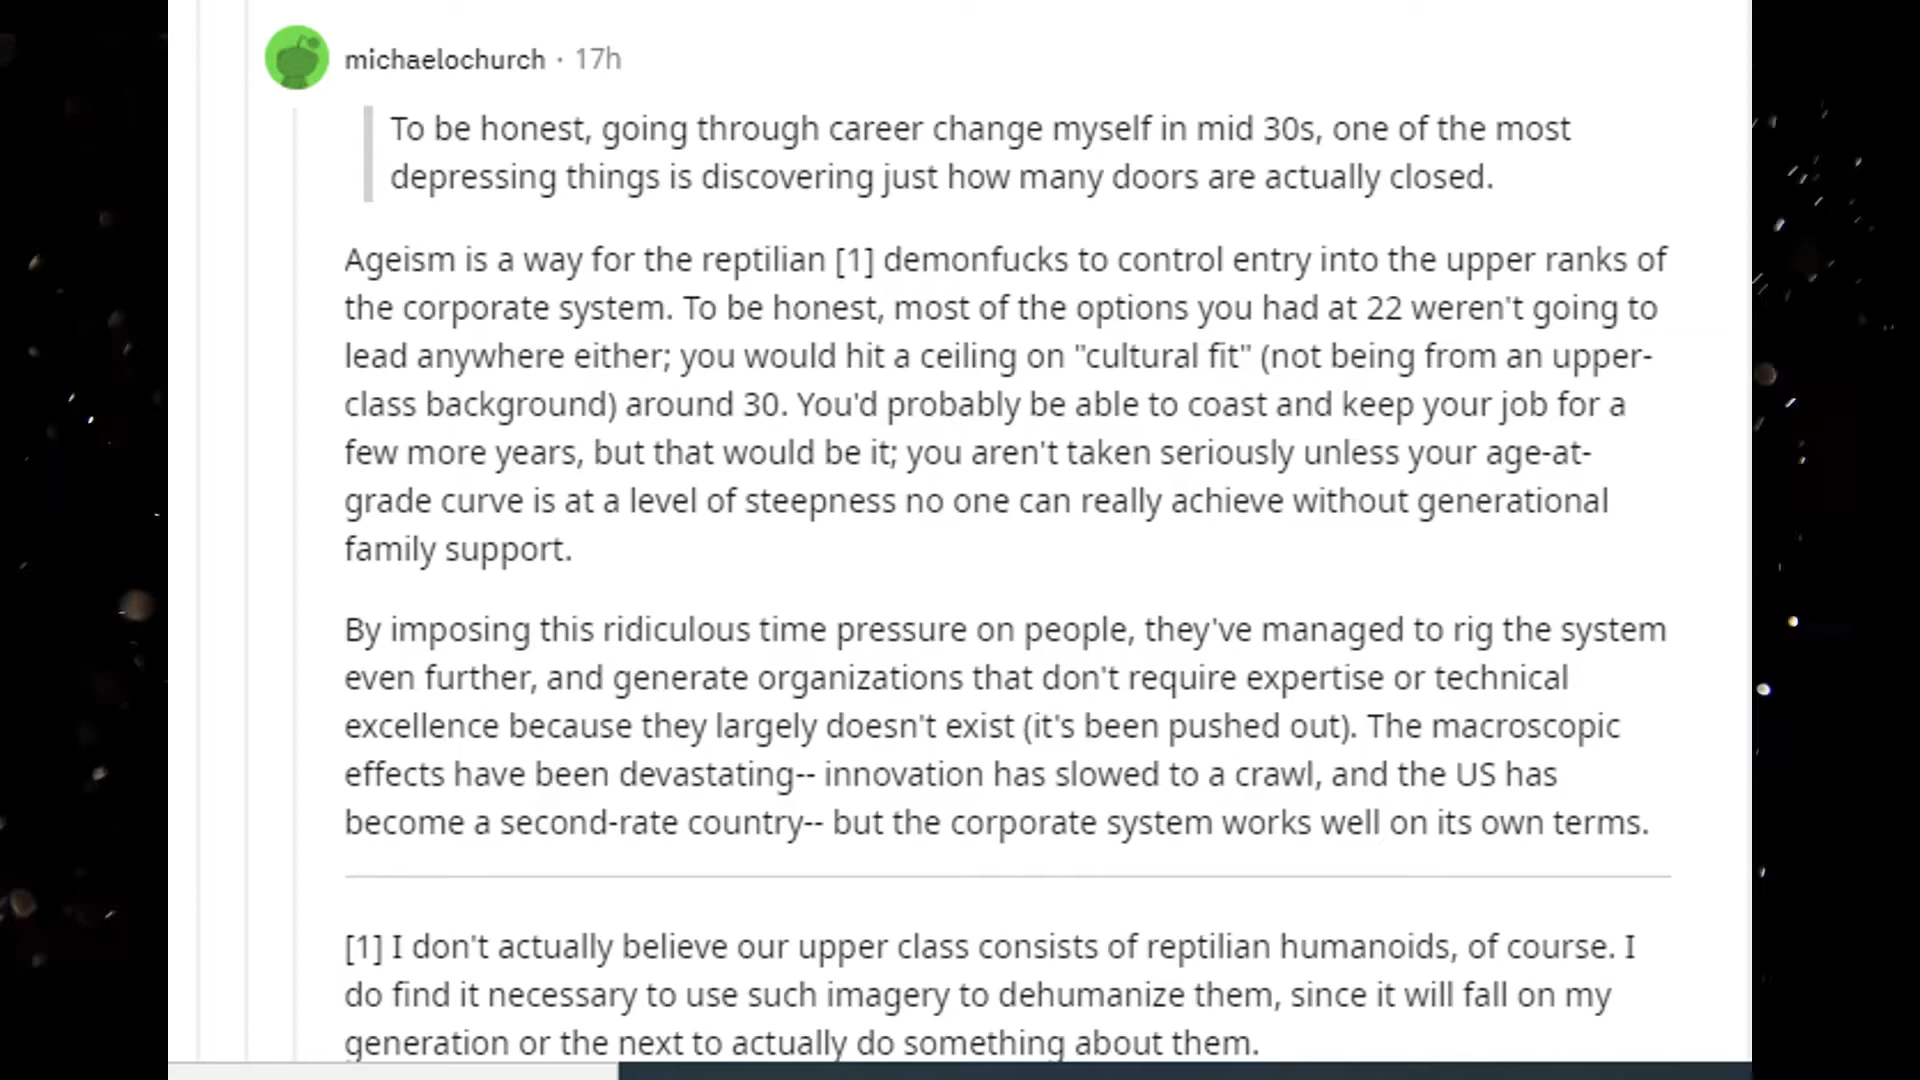 michaelochurch · 17h
To be honest, going through career change myself in mid 30s, one of the most
depressing things is discovering just how many doors are actually closed.
Ageism is a way for the reptilian [1] demonfucks to control entry into the upper ranks of
the corporate system. To be honest, most of the options you had at 22 weren't going to
lead anywhere either; you would hit a ceiling on "cultural fit" (not being from an upper-
class background) around 30. You'd probably be able to coast and keep your job for a
few more years, but that would be it; you aren't taken seriously unless your age-at-
grade curve is at a level of steepness no one can really achieve without generational
family support.
By imposing this ridiculous time pressure on people, they've managed to rig the system
even further, and generate organizations that don't require expertise or technical
excellence because they largely doesn't exist (it's been pushed out). The macroscopic
effects have been devastating-- innovation has slowed to a crawl, and the US has
become a second-rate country-- but the corporate system works well on its own terms.
[1] I don't actually believe our upper class consists of reptilian humanoids, of course. I
do find it necessary to use such imagery to dehumanize them, since it will fall on my
generation or the next to actually do something about them.